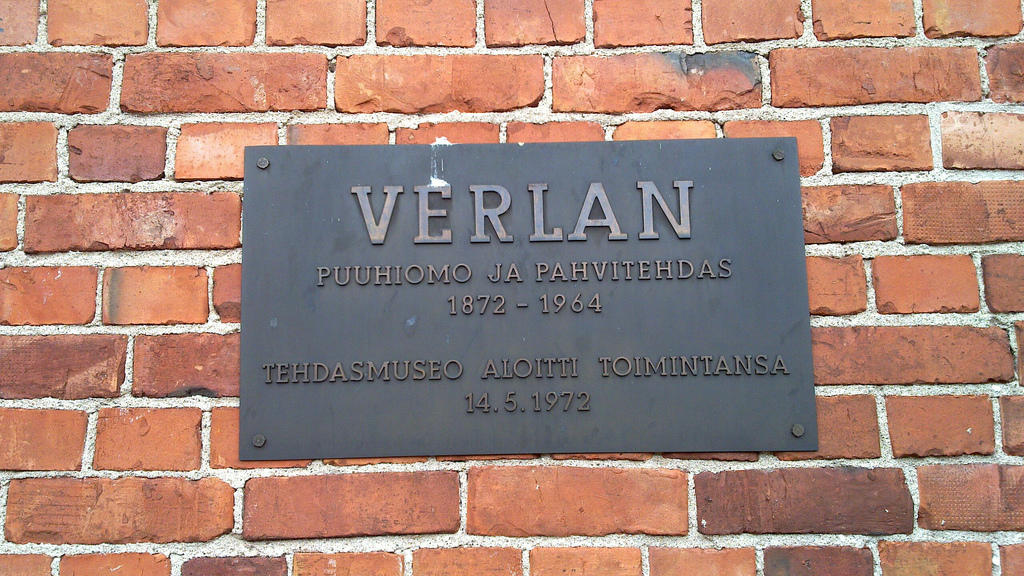 VERLAN
PUUHIOMO JA PAHVITEHDAS
1872 - 1964
TEHDASMUSEO ALOITTI TOIMINTANSA
14.5.1972